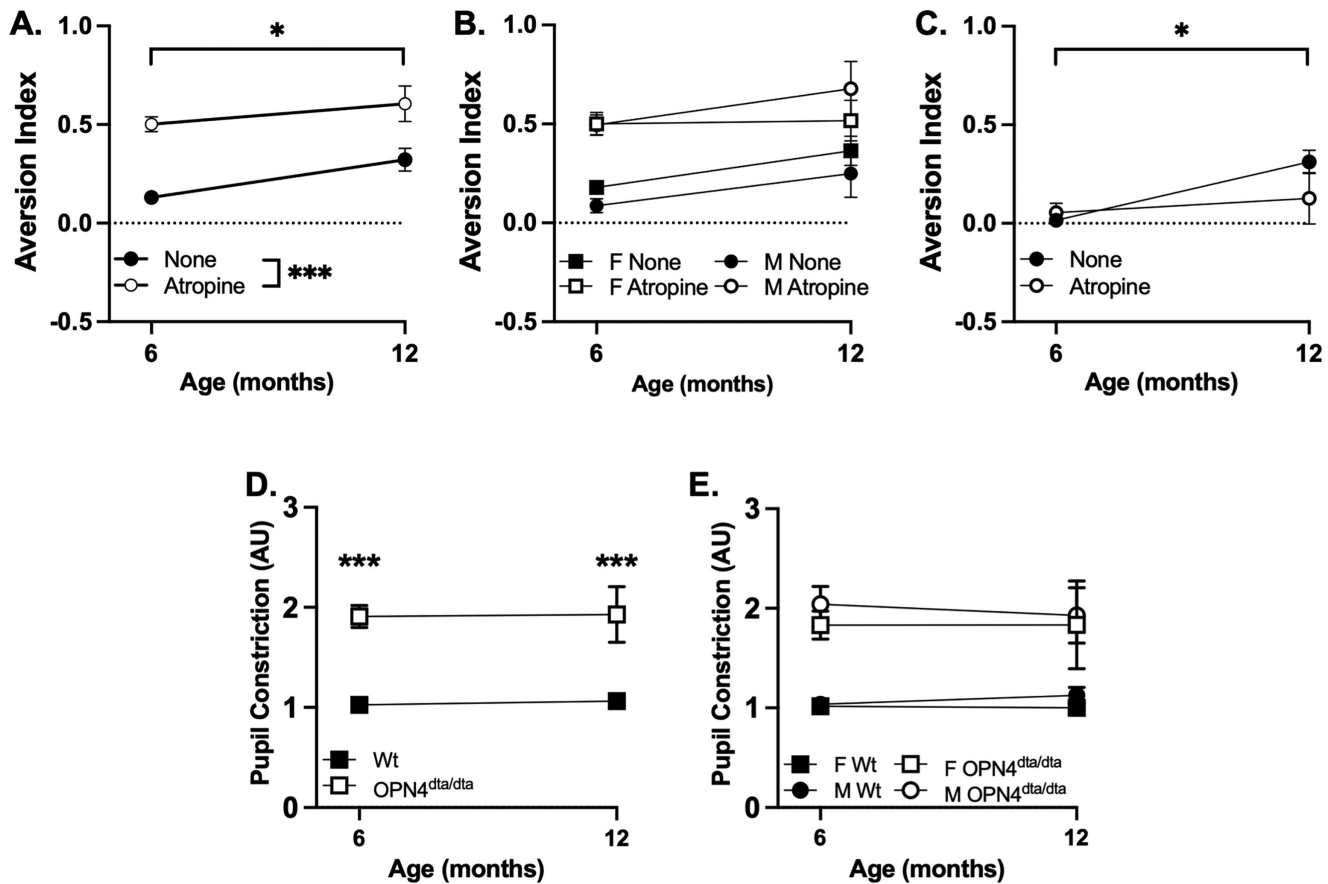 A.
1.0
0.5
0.0
-0.5
Aversion Index
*
None
Atropine
***
6
12
Age (months)
B.
1.0
0.5
0.0
-0.5
Aversion Index
F None
M None
F Atropine
M Atropine
6
12
Age (months)
C.
1.0
0.5
0.0
-0.5
Aversion Index
*
None
Atropine
6
12
Age (months)
D.
3
2
1
0
Pupil Constriction (AU)
***
***
Wt
OPN4dta/dta
6
12
Age (months)
E.
3
2
1
0
Pupil Constriction (AU)
F Wt
F OPN4dta/dta
M Wt
M OPN4dta/dta
6
12
Age (months)